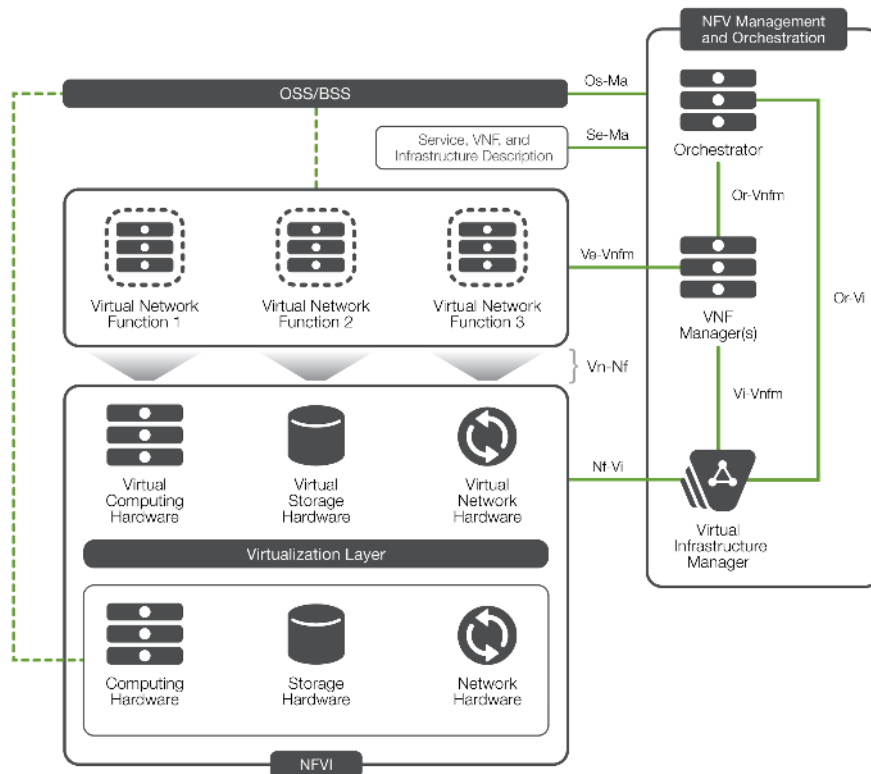 NFV Management
and Orchestration
OSS/BSS
Os-Ma
Service, VNF, and
Infrastructure Description
Se-Ma
Orchestrator
Or-Vnfm
Virtual Network
Function 1
Virtual Network
Function 2
Virtual Network
Function 3
Ve-Vnfm
VNF
Manager(s)
Or-Vi
Vn-Nf
Vi-Vnfm
Virtual
Computing
Hardware
Virtual
Storage
Hardware
Virtual
Network
Hardware
Nf-Vi
Virtual
Infrastructure
Manager
Virtualization Layer
Computing
Hardware
Storage
Hardware
Network
Hardware
NFVI